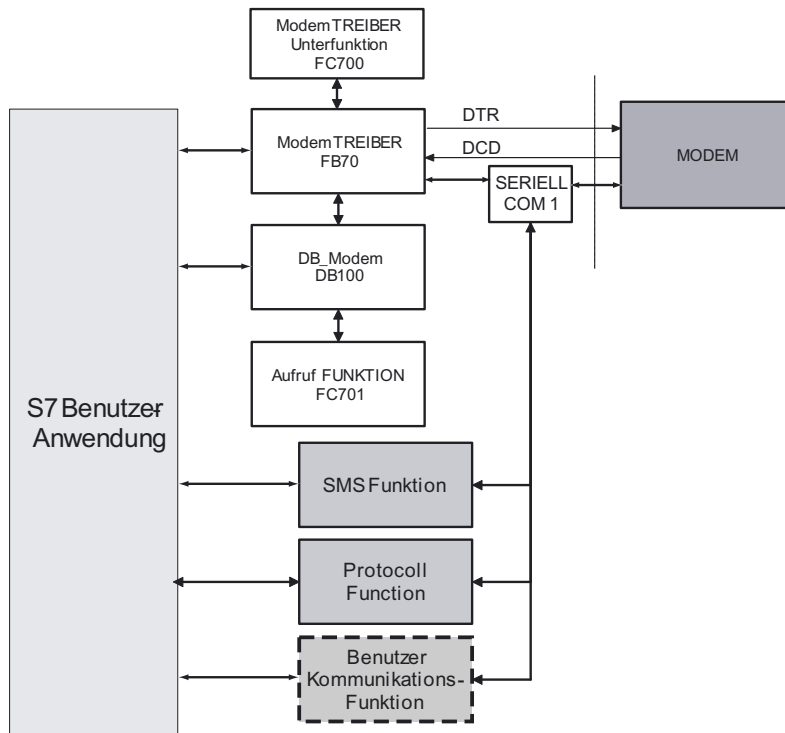 Modem TREIBER
Unterfunktion
FC700
Modem TREIBER
FB70
DTR
DCD
MODEM
SERIELL
COM 1
DB_Modem
DB100
Aufruf FUNKTION
FC701
S7 Benutzer-
Anwendung
SMS Funktion
Protocoll
Function
Benutzer
Kommunikations-
Funktion